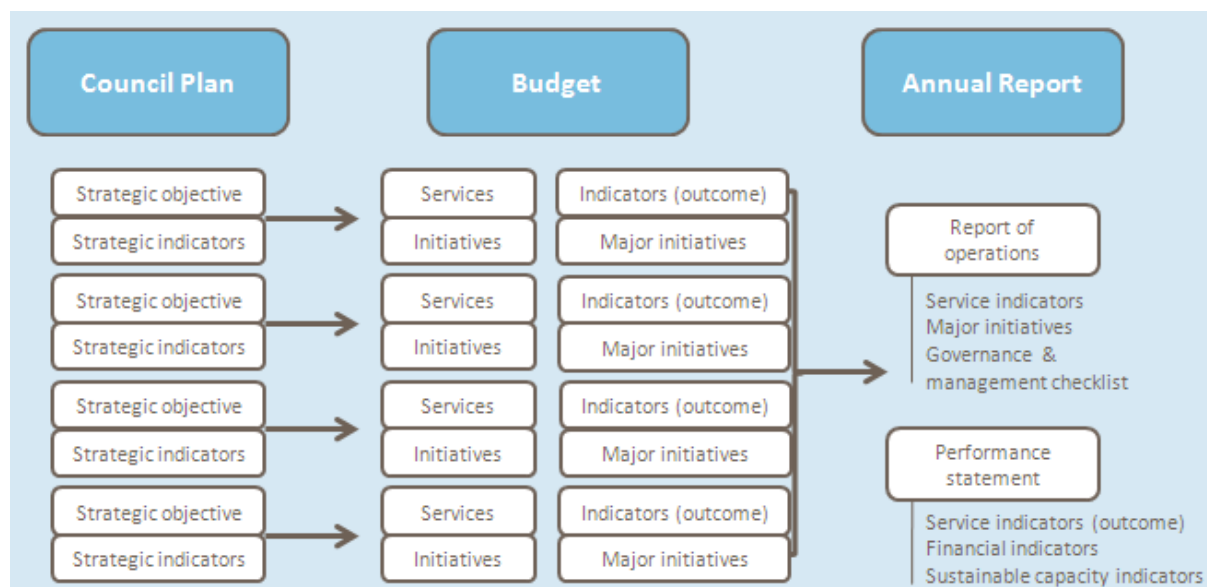 Council Plan
Budget
Annual Report
Strategic objective
Strategic indicators
Services
Initiatives
Indicators (outcome)
Major initiatives
Strategic objective
Strategic indicators
Services
Initiatives
Indicators (outcome)
Major initiatives
Strategic objective
Strategic indicators
Services
Initiatives
Indicators (outcome)
Major initiatives
Strategic objective
Strategic indicators
Services
Initiatives
Indicators (outcome)
Major initiatives
Report of
operations
Service indicators
Major initiatives
Governance &
management checklist
Performance
statement
Service indicators (outcome)
Financial indicators
Sustainable capacity indicators